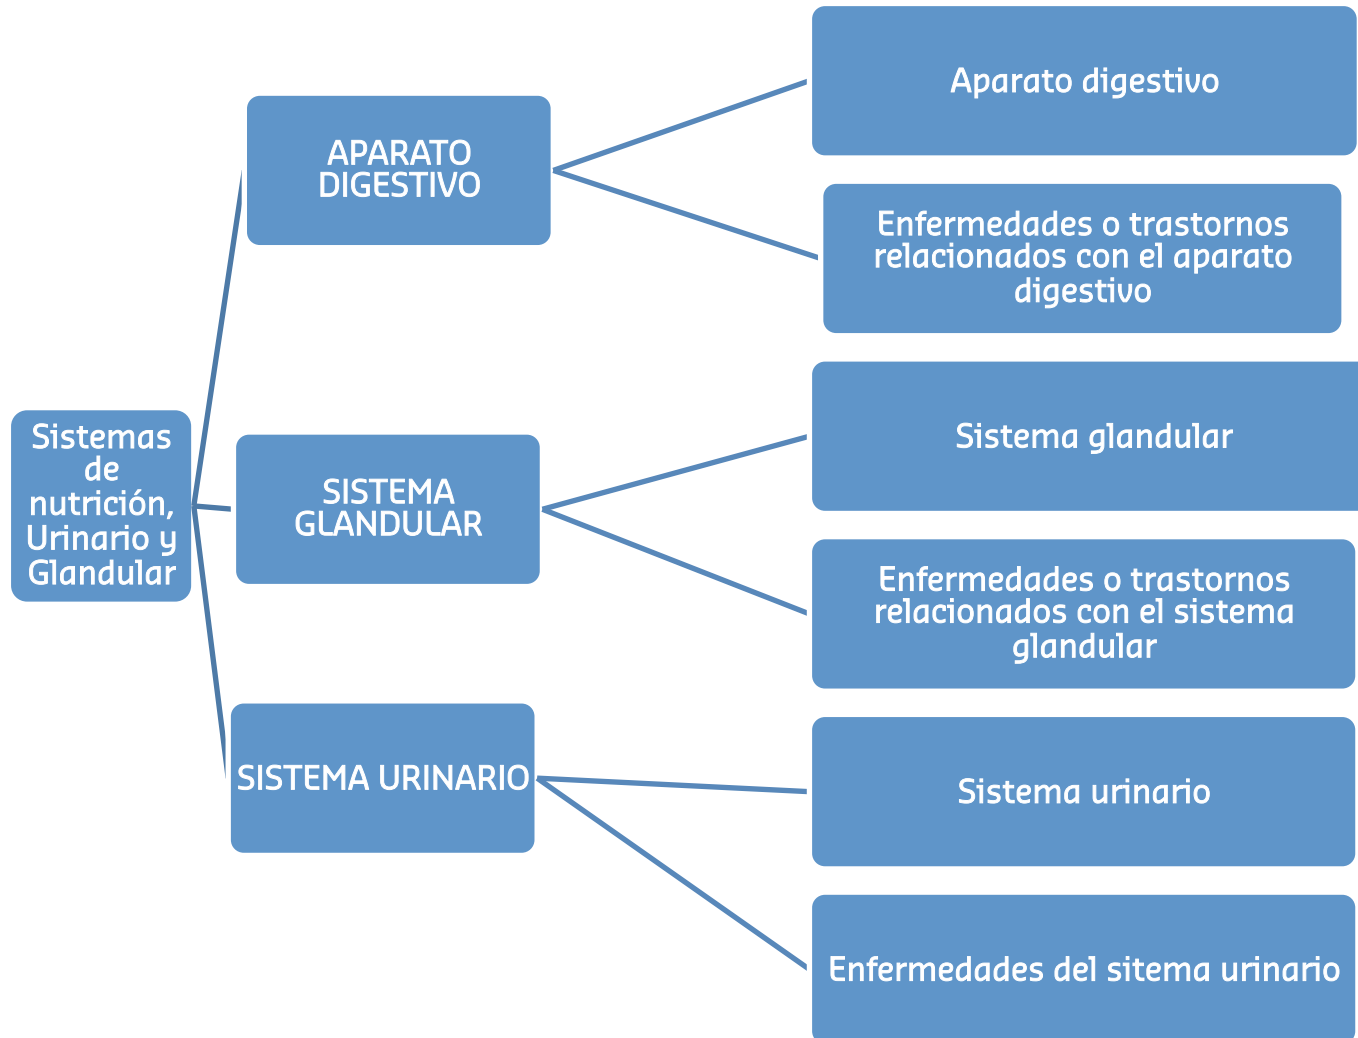 Sistemas
de
nutrición,
Urinario y
Glandular
APARATO
DIGESTIVO
Aparato digestivo
Enfermedades o trastornos
relacionados con el aparato
digestivo
SISTEMA
GLANDULAR
Sistema glandular
Enfermedades o trastornos
relacionados con el sistema
glandular
SISTEMA URINARIO
Sistema urinario
Enfermedades del sitema urinario